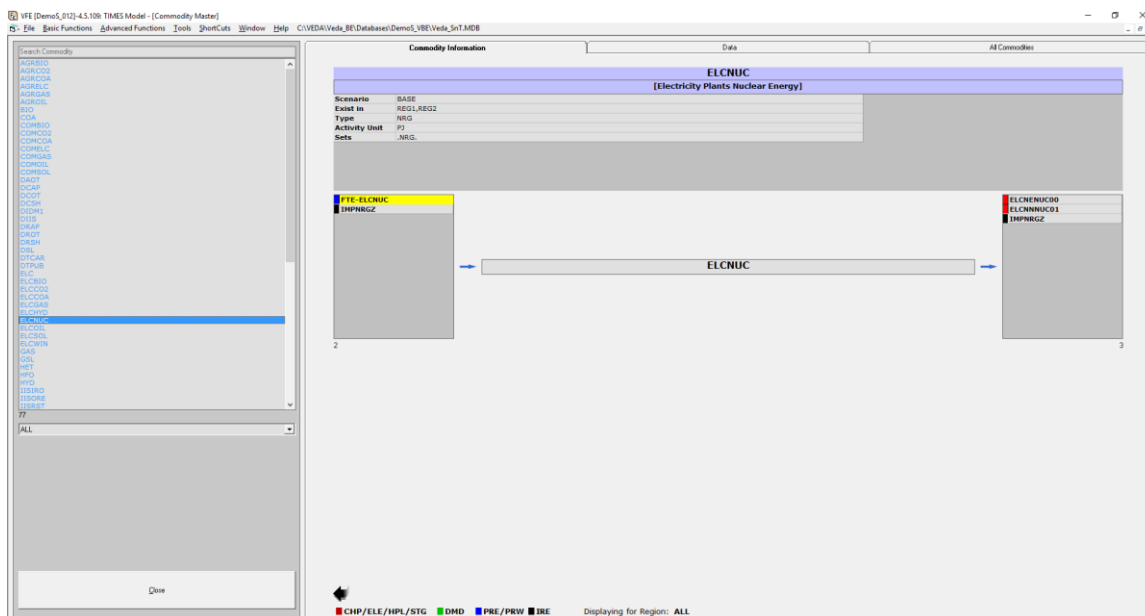 VFE [DemoS_012]-4.5.109: TIMES Model - [Commodity Master]
File Basic Functions Advanced Functions Tools ShortCuts Window Help C:\VEDA\Veda_BE\Databases\DemoS_VBE\Veda_SnT.MDB
Search Commodity
Commodity Information Data All Commodities
AGRBIO
AGRCO2
AGRCOA
AGRELC
AGRGAS
AGROIL
BIO
COA
COMBIO
COMCO2
COMCOA
COMELC
COMGAS
COMOIL
COMSOL
DAOT
DCAP
DCOT
DCSH
DIDM1
DIIS
DRAP
DROT
DRSH
DSL
DTCAR
DTPUB
ELC
ELCBIO
ELCCO2
ELCCOA
ELCGAS
ELCHYD
ELCNUC
ELCOIL
ELCSOL
ELCWIN
GAS
GSL
HET
HFO
HYD
IISIRO
IISORE
IISRST
77
ALL
Close
ELCNUC
[Electricity Plants Nuclear Energy]
Scenario BASE
Exist in REG1,REG2
Type NRG
Activity Unit PJ
Sets .NRG.
FTE-ELCNUC
IMPNRGZ
2
ELCNUC
ELCNENUC00
ELCNNNUC01
IMPNRGZ
3
CHP/ELE/HPL/STG DMD PRE/PRW IRE Displaying for Region: ALL